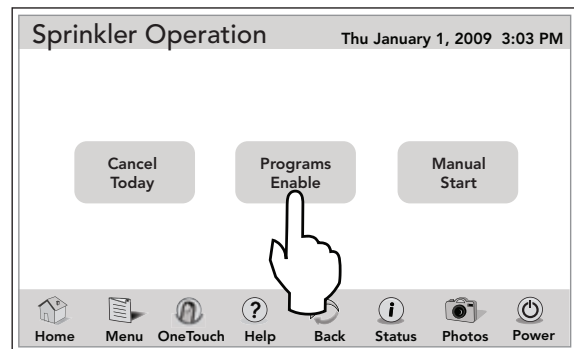 Sprinkler Operation
Thu January 1, 2009 3:03 PM
Cancel
Today
Programs
Enable
Manual
Start
?
i
Home Menu OneTouch Help Back Status Photos Power